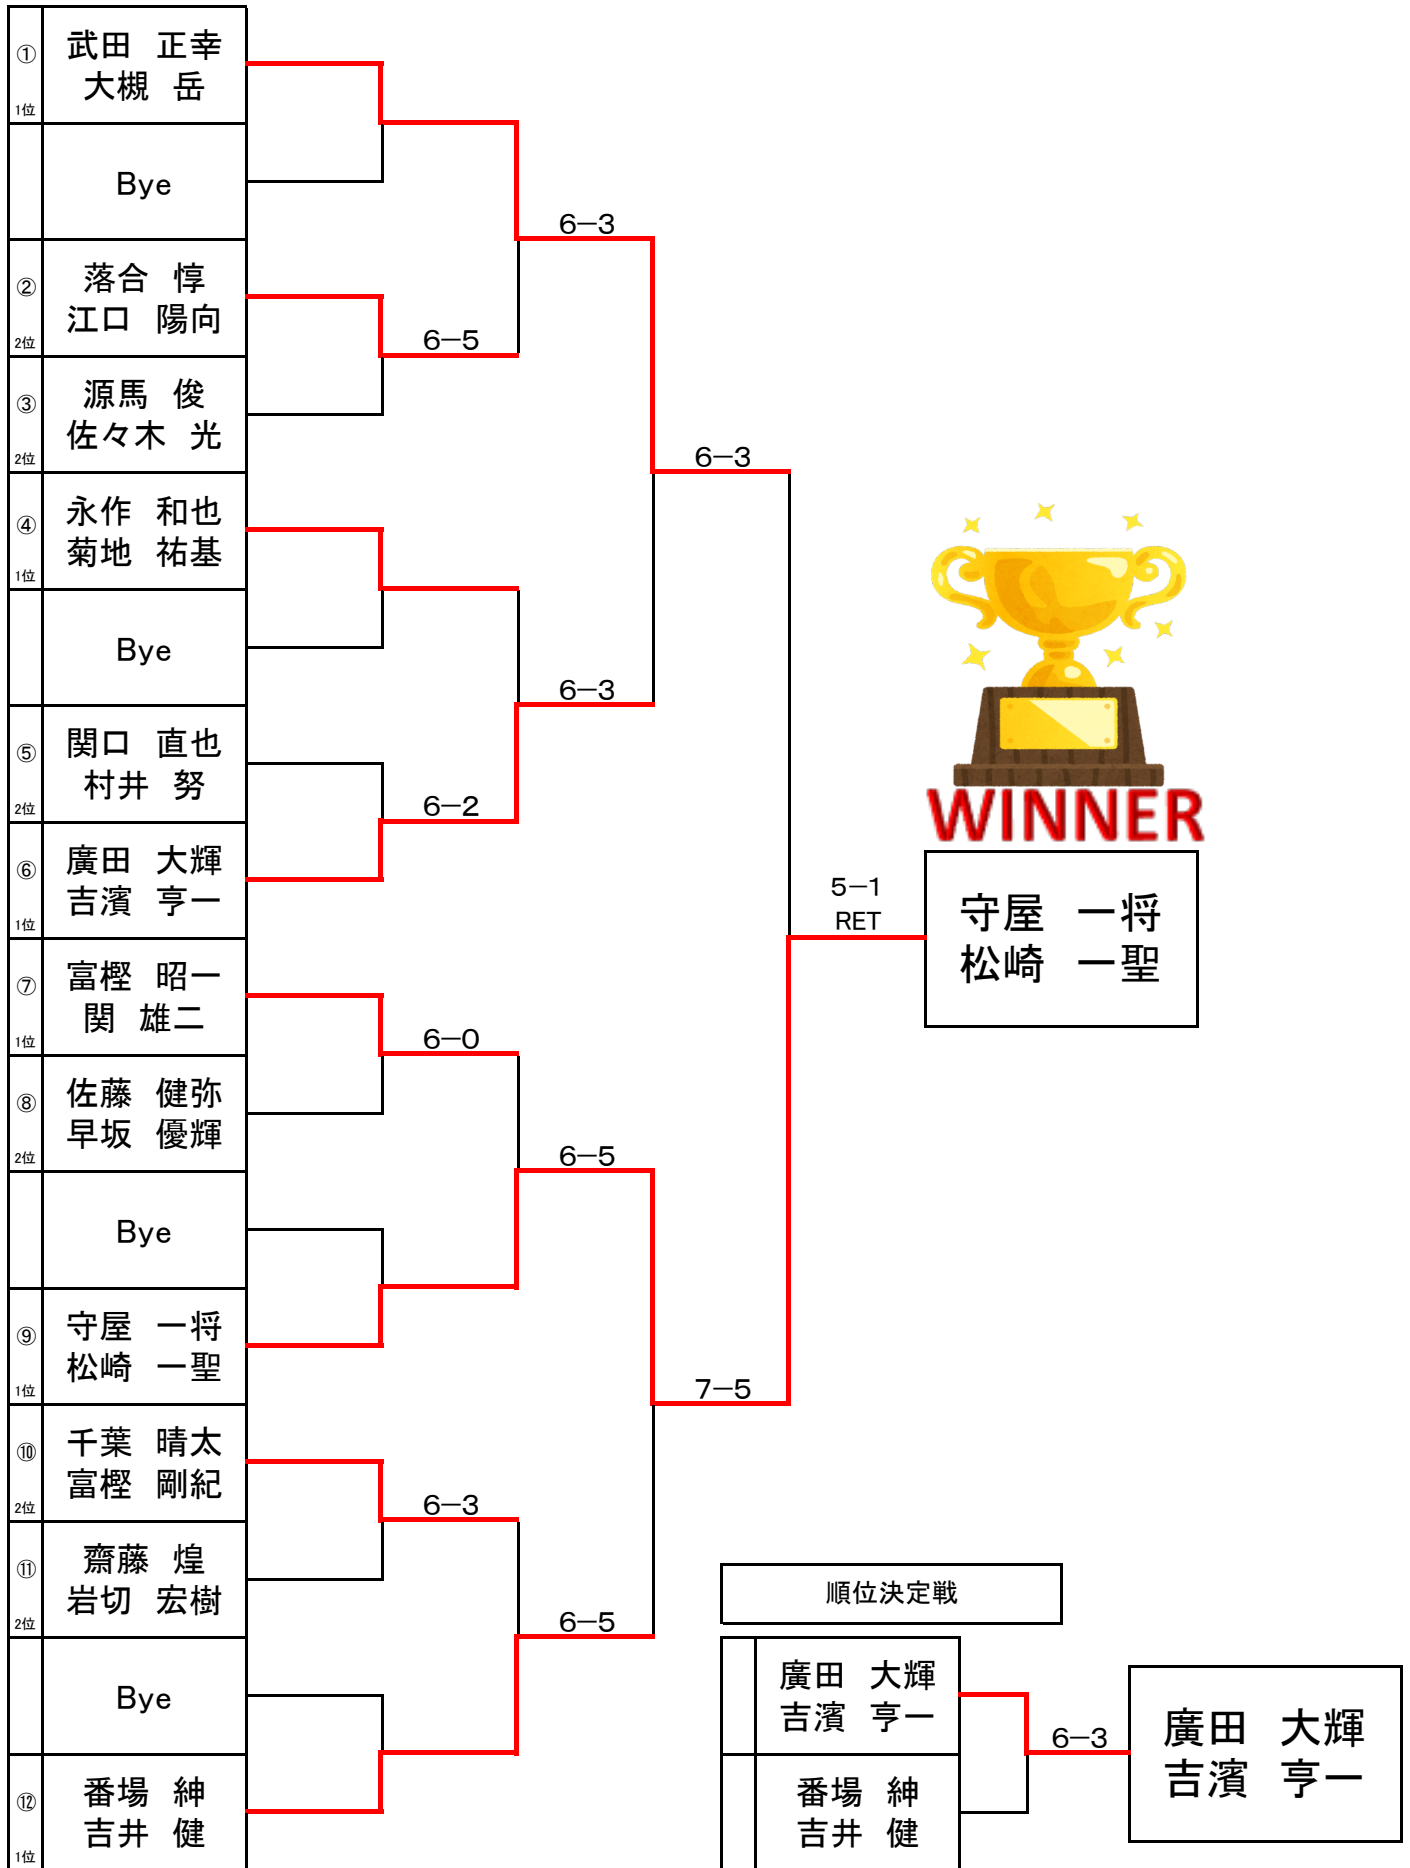 ①
1位
武田 正幸
大槻 岳
Bye
②
2位
落合 惇
江口 陽向
③
2位
源馬 俊
佐々木 光
④
1位
永作 和也
菊地 祐基
Bye
⑤
2位
関口 直也
村井 努
⑥
1位
廣田 大輝
吉濱 亨一
⑦
1位
富樫 昭一
関 雄二
⑧
2位
佐藤 健弥
早坂 優輝
Bye
⑨
1位
守屋 一将
松崎 一聖
⑩
2位
千葉 晴太
富樫 剛紀
⑪
2位
齋藤 煌
岩切 宏樹
Bye
⑫
1位
番場 紳
吉井 健
6-5
6-2
6-0
6-3
6-3
6-3
6-5
6-5
6-3
7-5
5-1
RET
WINNER
守屋 一将
松崎 一聖
順位決定戦
廣田 大輝
吉濱 亨一
番場 紳
吉井 健
6-3
廣田 大輝
吉濱 亨一